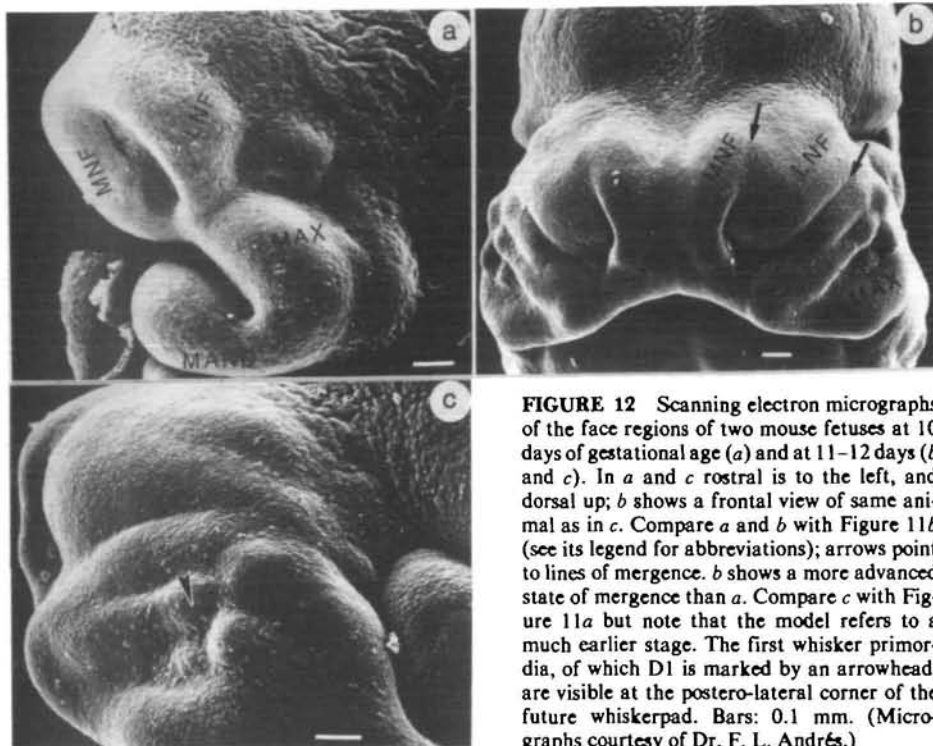 a
MNF
LNF
MAX
MAND
b
MNF
LNF
MAX
c
FIGURE 12 Scanning electron micrographs
of the face regions of two mouse fetuses at 10
days of gestational age (a) and at 11–12 days (b
and c). In a and c rostral is to the left, and
dorsal up; b shows a frontal view of same ani-
mal as in c. Compare a and b with Figure 11b
(see its legend for abbreviations); arrows point
to lines of mergence. b shows a more advanced
state of mergence than a. Compare c with Fig-
ure 11a but note that the model refers to a
much earlier stage. The first whisker primor-
dia, of which D1 is marked by an arrowhead,
are visible at the postero-lateral corner of the
future whiskerpad. Bars: 0.1 mm. (Micro-
graphs courtesy of Dr. F. L. Andrés.)